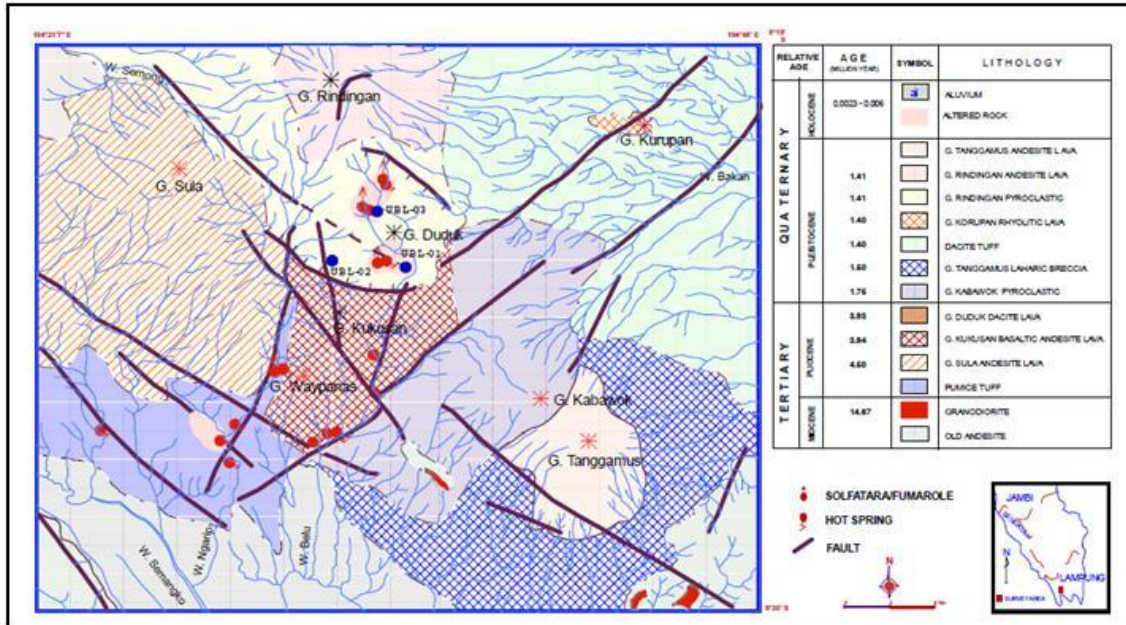 RELATIVE AGE
AGE
(MILLION YEAR)
SYMBOL
LITHOLOGY
QUATERNARY
HOLOCENE
0.0023 - 0.006
al
ALUVIUM
ALTERED ROCK
PLEISTOCENE
G. TANGGAMUS ANDESITE LAVA
1.41
G. RINDINGAN ANDESITE LAVA
1.41
G. RINDINGAN PYROCLASTIC
1.40
G. KORUPAN RHYOLITIC LAVA
1.40
DACITE TUFF
1.50
G. TANGGAMUS LAHARIC BRECCIA
1.75
G. KABAWOK PYROCLASTIC
TERTIARY
PLIOCENE
3.93
G. DUDUK DACITE LAVA
3.94
G. KUKUSAN BASALTIC ANDESITE LAVA
4.50
G. SULA ANDESITE LAVA
PUMICE TUFF
MIOCENE
14.67
GRANODIORITE
OLD ANDESITE
W. Semong
G. Rindingan
G. Kurupan
W. Bakan
G. Sula
UBL-03
G. Duduk
UBL-01
UBL-02
G. Kukusan
G. Waypanas
G. Kabawok
G. Tanggamus
W. Ngarip
W. Belu
W. Semangko
SOLFATARA/FUMAROLE
HOT SPRING
FAULT
N
JAMBI
N
LAMPUNG
SURVEY AREA